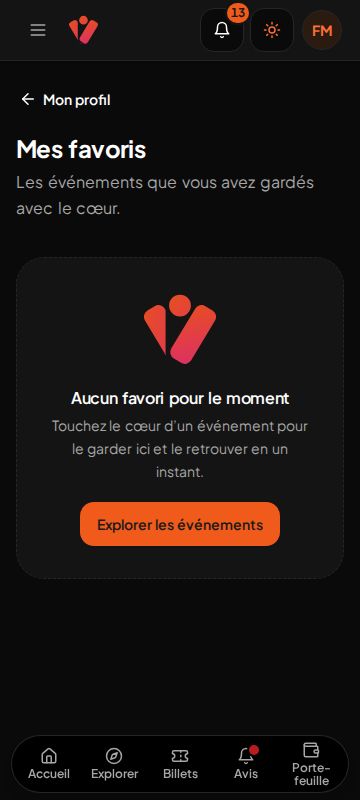 13
FM
Mon profil
Mes favoris
Les événements que vous avez gardés
avec le cœur.
Aucun favori pour le moment
Touchez le cœur d'un événement pour
le garder ici et le retrouver en un
instant.
Explorer les événements
Accueil
Explorer
Billets
Avis
Porte-
feuille